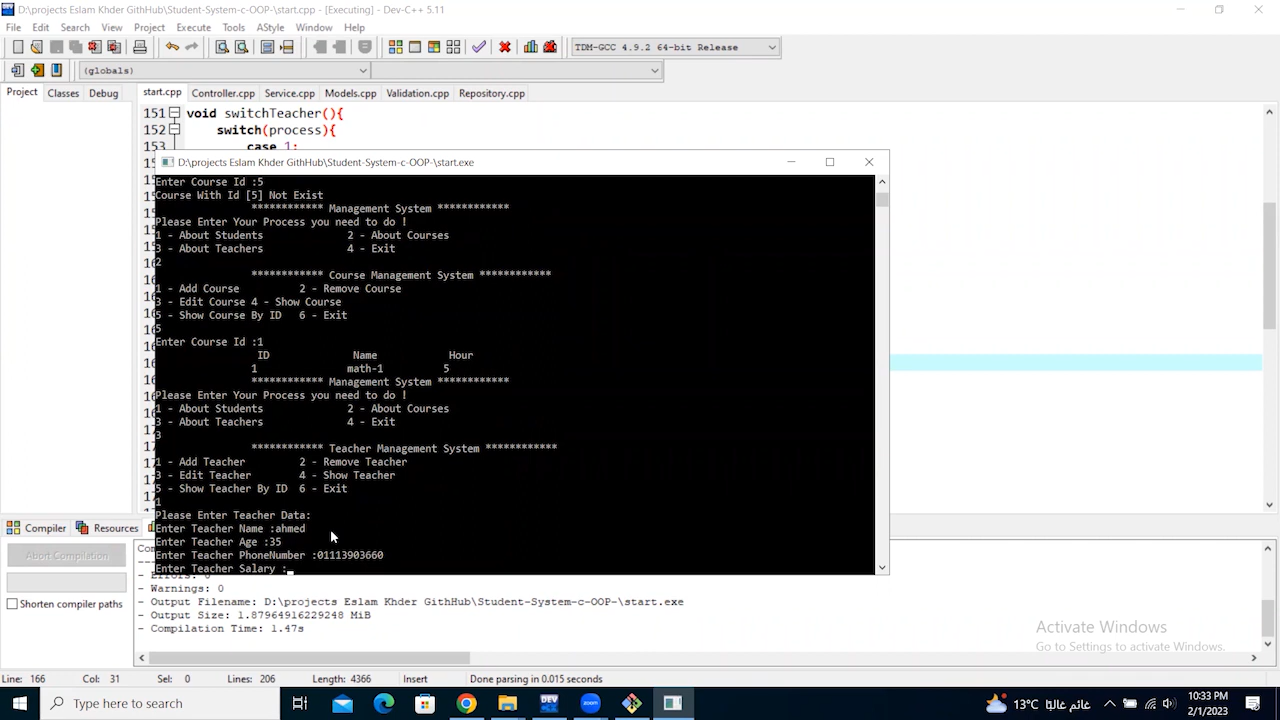 D:\projects Eslam Khder GithHub\Student-System-c-OOP-\start.cpp - [Executing] - Dev-C++ 5.11
File Edit Search View Project Execute Tools AStyle Window Help
TDM-GCC 4.9.2 64-bit Release
(globals)
Project Classes Debug
start.cpp Controller.cpp Service.cpp Models.cpp Validation.cpp Repository.cpp
151 void switchTeacher(){
152 switch(process){
153 case 1:
D:\projects Eslam Khder GithHub\Student-System-c-OOP-\start.exe
Enter Course Id :5
Course With Id [5] Not Exist
************ Management System ************
Please Enter Your Process you need to do !
1 - About Students 2 - About Courses
3 - About Teachers 4 - Exit
2
************ Course Management System ************
1 - Add Course 2 - Remove Course
3 - Edit Course 4 - Show Course
5 - Show Course By ID 6 - Exit
5
Enter Course Id :1
ID Name Hour
1 math-1 5
************ Management System ************
Please Enter Your Process you need to do !
1 - About Students 2 - About Courses
3 - About Teachers 4 - Exit
3
************ Teacher Management System ************
1 - Add Teacher 2 - Remove Teacher
3 - Edit Teacher 4 - Show Teacher
5 - Show Teacher By ID 6 - Exit
1
Please Enter Teacher Data:
Enter Teacher Name :ahmed
Enter Teacher Age :35
Enter Teacher PhoneNumber :01113903660
Enter Teacher Salary :
Compiler Resources
Abort Compilation
Shorten compiler paths
- Errors: 0
- Warnings: 0
- Output Filename: D:\projects Eslam Khder GithHub\Student-System-c-OOP-\start.exe
- Output Size: 1.87964916229248 MiB
- Compilation Time: 1.47s
Activate Windows
Go to Settings to activate Windows.
Line: 166 Col: 31 Sel: 0 Lines: 206 Length: 4366 Insert Done parsing in 0.015 seconds
Type here to search
DEV
zoom
13°C غائم غالبًا
10:33 PM
2/1/2023